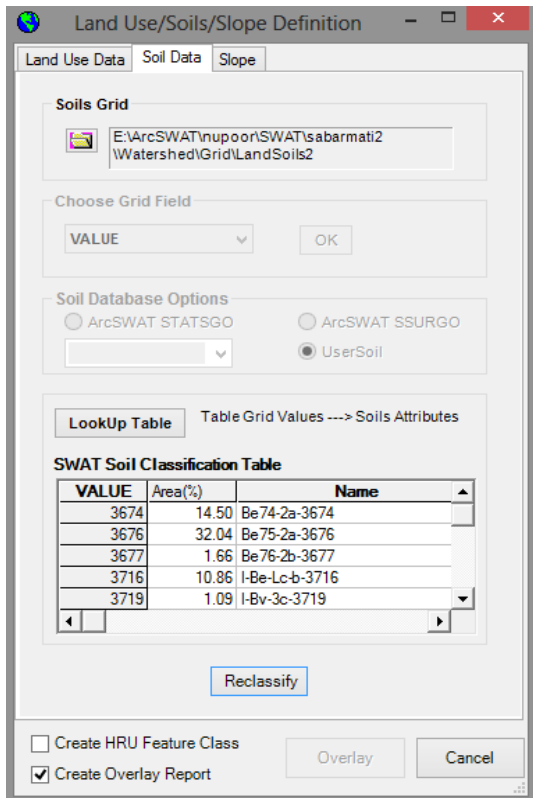 Land Use/Soils/Slope Definition
Land Use Data Soil Data Slope
Soils Grid
E:\ArcSWAT\nupoor\SWAT\sabarmati2
\Watershed\Grid\LandSoils2
Choose Grid Field
VALUE OK
Soil Database Options
ArcSWAT STATSGO ArcSWAT SSURGO
UserSoil
LookUp Table Table Grid Values ---> Soils Attributes
SWAT Soil Classification Table
VALUE Area(%) Name
3674 14.50 Be74-2a-3674
3676 32.04 Be75-2a-3676
3677 1.66 Be76-2b-3677
3716 10.86 I-Be-Lc-b-3716
3719 1.09 I-Bv-3c-3719
Reclassify
Create HRU Feature Class
Create Overlay Report
Overlay Cancel